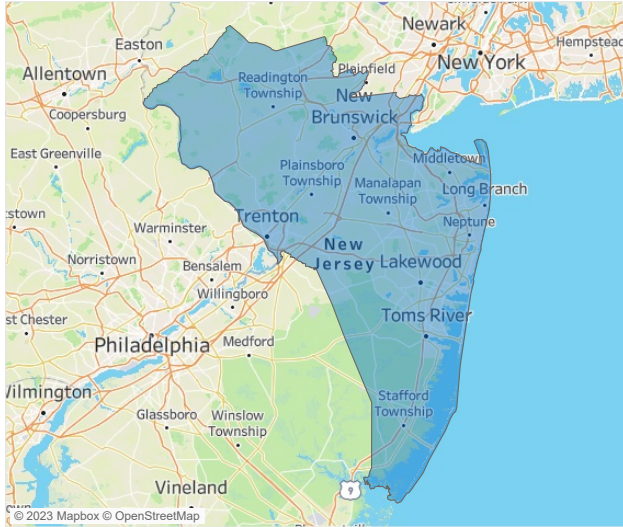 Newark
Easton
Hempstead
Plainfield
New York
Allentown
Readington
Township
Coopersburg
New
Brunswick
East Greenville
Middletown
Plainsboro
Township
Manalapan
Township
Long Branch
Trenton
Neptune
Warminster
New
Jersey
Norristown
Bensalem
Lakewood
Willingboro
Toms River
st Chester
Philadelphia
Medford
Wilmington
Stafford
Township
Glassboro
Winslow
Township
Vineland
9
© 2023 Mapbox © OpenStreetMap